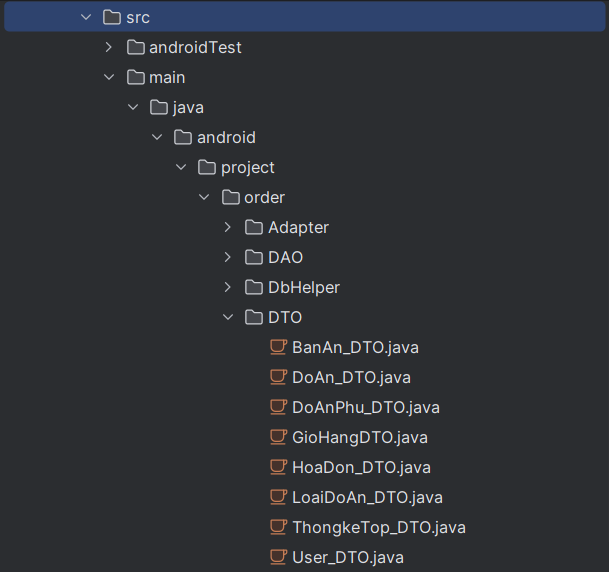 src
androidTest
main
java
android
project
order
Adapter
DAO
DbHelper
DTO
BanAn_DTO.java
DoAn_DTO.java
DoAnPhu_DTO.java
GioHangDTO.java
HoaDon_DTO.java
LoaiDoAn_DTO.java
ThongkeTop_DTO.java
User_DTO.java